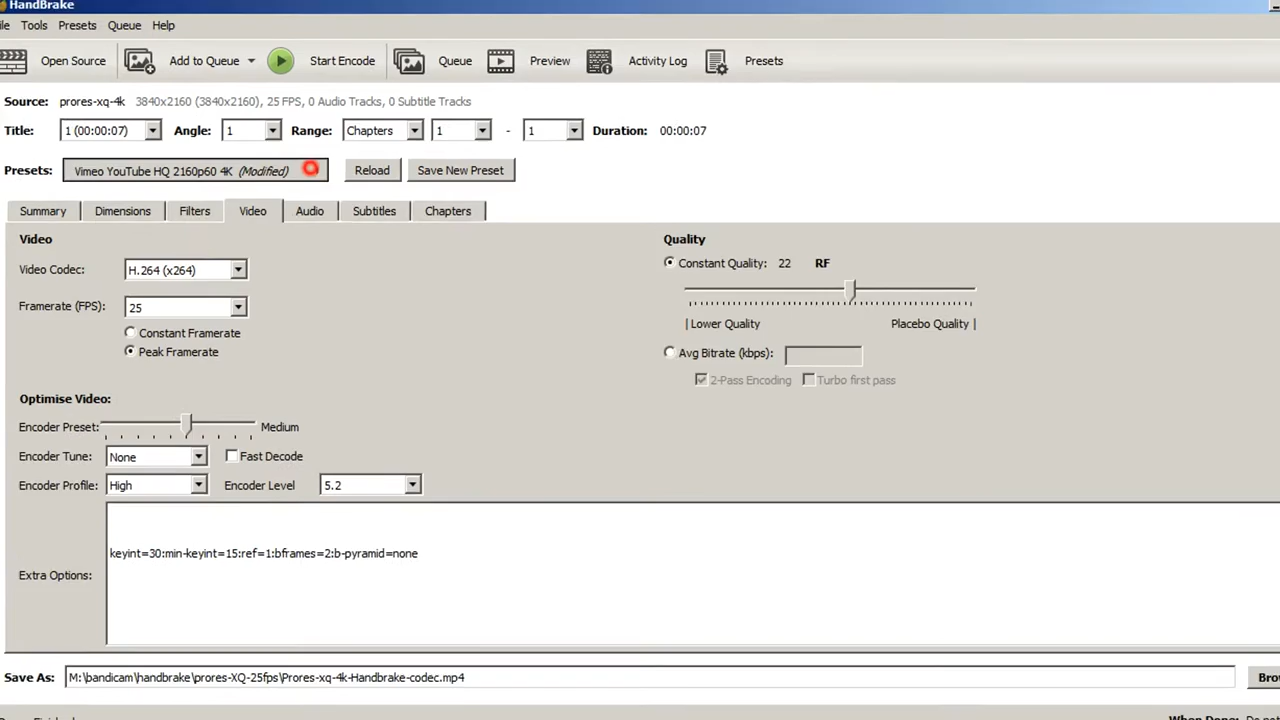 HandBrake
Tools Presets Queue Help
Open Source Add to Queue Start Encode Queue Preview Activity Log Presets
Source: prores-xq-4k 3840x2160 (3840x2160), 25 FPS, 0 Audio Tracks, 0 Subtitle Tracks
Title: 1 (00:00:07) Angle: 1 Range: Chapters 1 - 1 Duration: 00:00:07
Presets: Vimeo YouTube HQ 2160p60 4K (Modified) Reload Save New Preset
Summary Dimensions Filters Video Audio Subtitles Chapters
Video Quality
Video Codec: H.264 (x264) Constant Quality: 22 RF
Framerate (FPS): 25
Constant Framerate | Lower Quality Placebo Quality |
Peak Framerate Avg Bitrate (kbps):
2-Pass Encoding Turbo first pass
Optimise Video:
Encoder Preset: Medium
Encoder Tune: None Fast Decode
Encoder Profile: High Encoder Level 5.2
keyint=30:min-keyint=15:ref=1:bframes=2:b-pyramid=none
Extra Options:
Save As: M:\bandicam\handbrake\prores-XQ-25fps\Prores-xq-4k-Handbrake-codec.mp4